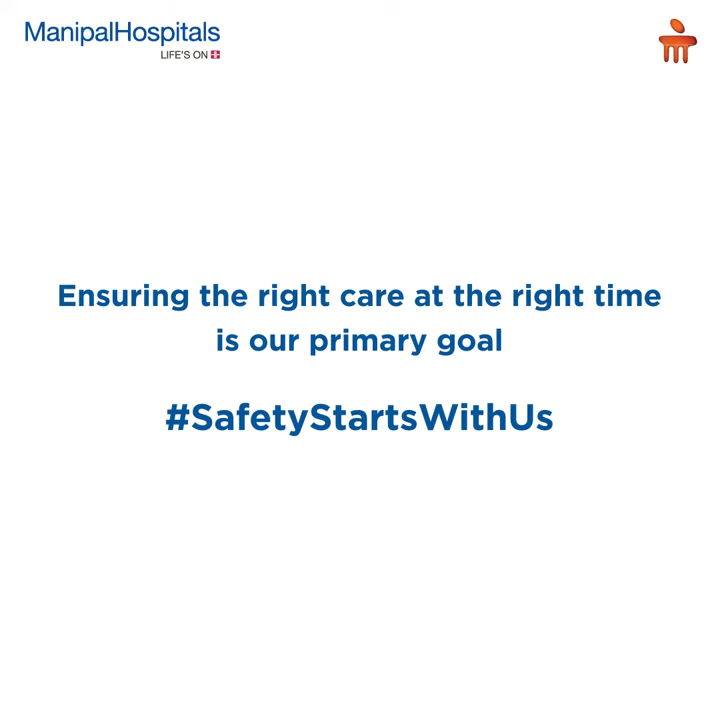 ManipalHospitals
LIFE'S ON
Ensuring the right care at the right time
is our primary goal
#SafetyStartsWithUs